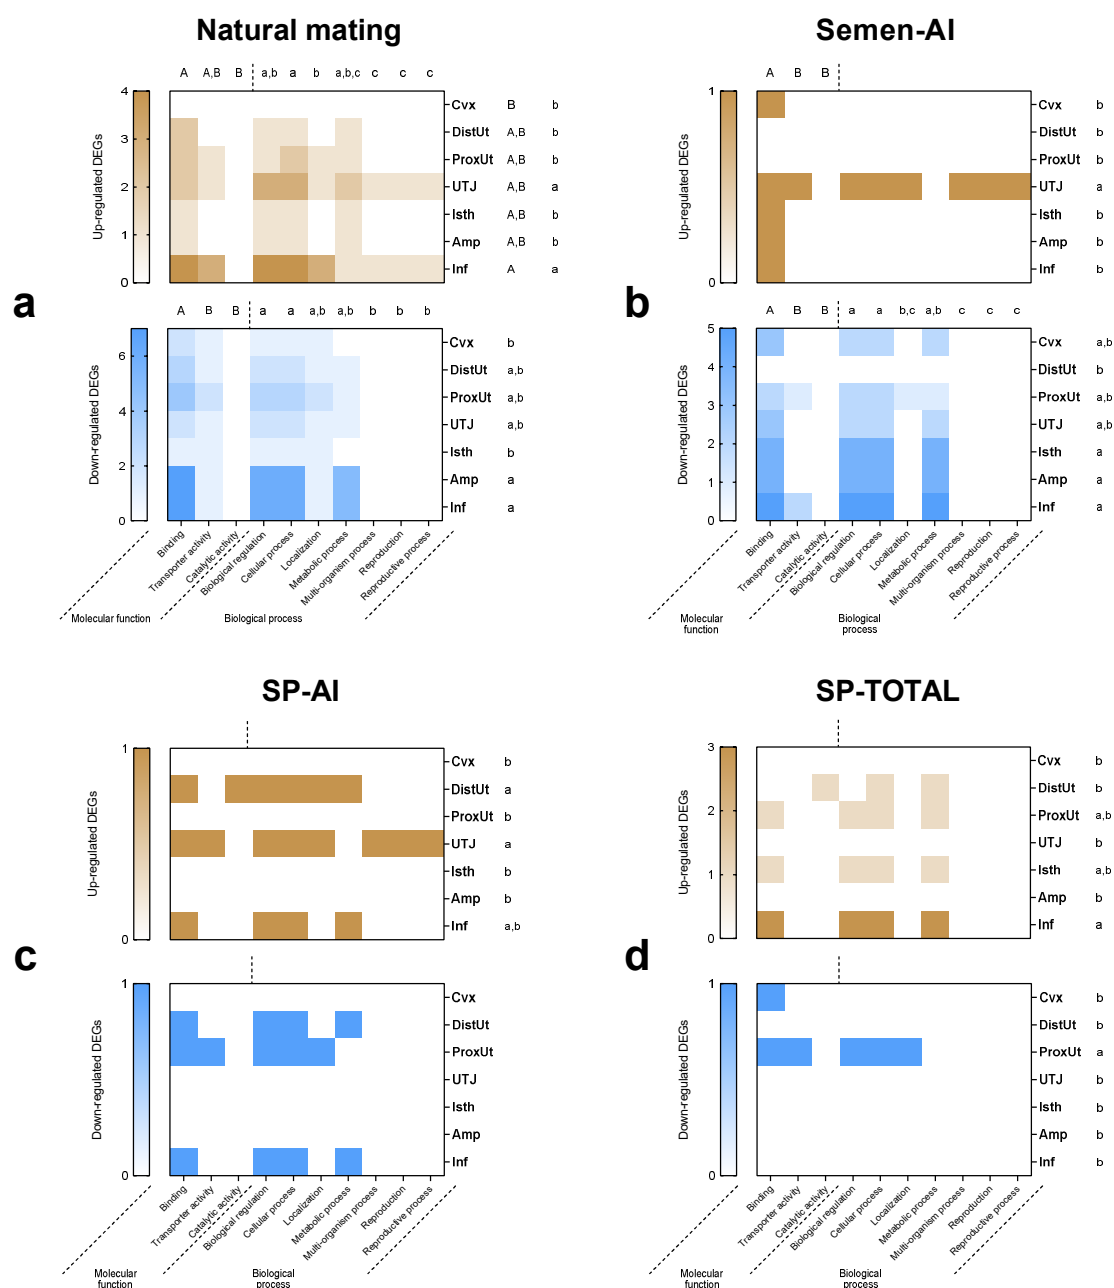 Natural mating
A A,B B a,b a b a,b,c c c c
Up-regulated DEGs
4
3
2
1
0
Cvx B b
DistUt A,B b
ProxUt A,B b
UTJ A,B a
Isth A,B b
Amp A,B b
Inf A a
a
A B B a a a,b a,b b b b
Down-regulated DEGs
6
4
2
0
Cvx b
DistUt a,b
ProxUt a,b
UTJ a,b
Isth b
Amp a
Inf a
Binding
Transporter activity
Catalytic activity
Biological regulation
Cellular process
Localization
Metabolic process
Multi-organism process
Reproduction
Reproductive process
Molecular function
Biological process
Semen-AI
A B B
Up-regulated DEGs
1
0
Cvx b
DistUt b
ProxUt b
UTJ a
Isth b
Amp b
Inf b
b
A B B a a b,c a,b c c c
Down-regulated DEGs
5
4
3
2
1
0
Cvx a,b
DistUt b
ProxUt a,b
UTJ a,b
Isth a
Amp a
Inf a
Binding
Transporter activity
Catalytic activity
Biological regulation
Cellular process
Localization
Metabolic process
Multi-organism process
Reproduction
Reproductive process
Molecular
function
Biological
process
SP-AI
Up-regulated DEGs
1
0
Cvx b
DistUt a
ProxUt b
UTJ a
Isth b
Amp b
Inf a,b
c
Down-regulated DEGs
1
0
Cvx
DistUt
ProxUt
UTJ
Isth
Amp
Inf
Binding
Transporter activity
Catalytic activity
Biological regulation
Cellular process
Localization
Metabolic process
Multi-organism process
Reproduction
Reproductive process
Molecular
function
Biological
process
SP-TOTAL
Up-regulated DEGs
3
2
1
0
Cvx b
DistUt b
ProxUt a,b
UTJ b
Isth a,b
Amp b
Inf a
d
Down-regulated DEGs
1
0
Cvx b
DistUt b
ProxUt a
UTJ b
Isth b
Amp b
Inf b
Binding
Transporter activity
Catalytic activity
Biological regulation
Cellular process
Localization
Metabolic process
Multi-organism process
Reproduction
Reproductive process
Molecular
function
Biological
process